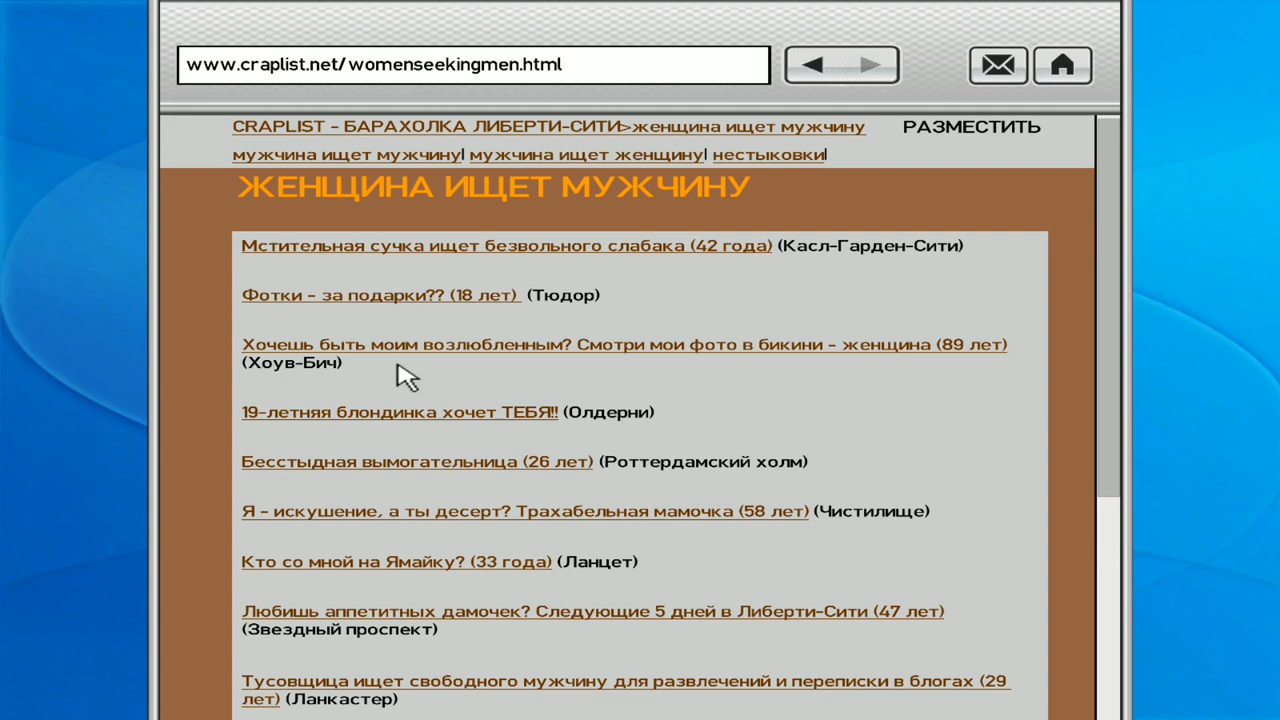 www.craplist.net/womenseekingmen.html
CRAPLIST - БАРАХОЛКА ЛИБЕРТИ-СИТИ>женщина ищет мужчину РАЗМЕСТИТЬ
мужчина ищет мужчину| мужчина ищет женщину| нестыковки|
ЖЕНЩИНА ИЩЕТ МУЖЧИНУ
Мстительная сучка ищет безвольного слабака (42 года) (Касл-Гарден-Сити)
Фотки - за подарки?? (18 лет) (Тюдор)
Хочешь быть моим возлюбленным? Смотри мои фото в бикини - женщина (89 лет)
(Хоув-Бич)
19-летняя блондинка хочет ТЕБЯ!! (Олдерни)
Бесстыдная вымогательница (26 лет) (Роттердамский холм)
Я - искушение, а ты десерт? Трахабельная мамочка (58 лет) (Чистилище)
Кто со мной на Ямайку? (33 года) (Ланцет)
Любишь аппетитных дамочек? Следующие 5 дней в Либерти-Сити (47 лет)
(Звездный проспект)
Тусовщица ищет свободного мужчину для развлечений и переписки в блогах (29
лет) (Ланкастер)